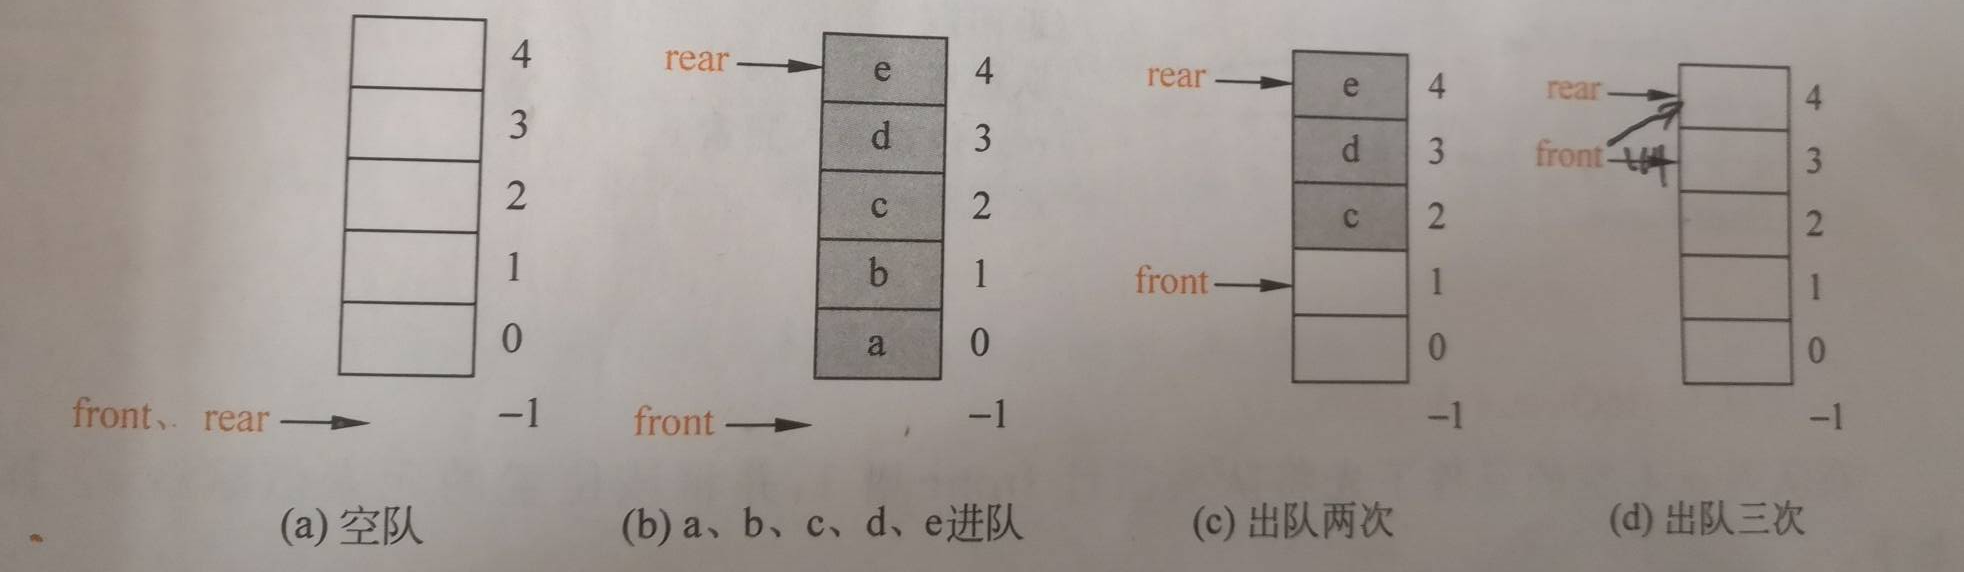 4
3
2
1
0
front、rear
-1
(a) 空队
rear
e
4
d
3
c
2
b
1
a
0
front
-1
(b) a、b、c、d、e进队
rear
e
4
d
3
c
2
front
1
0
-1
(c) 出队两次
rear
4
front
3
2
1
0
-1
(d) 出队三次